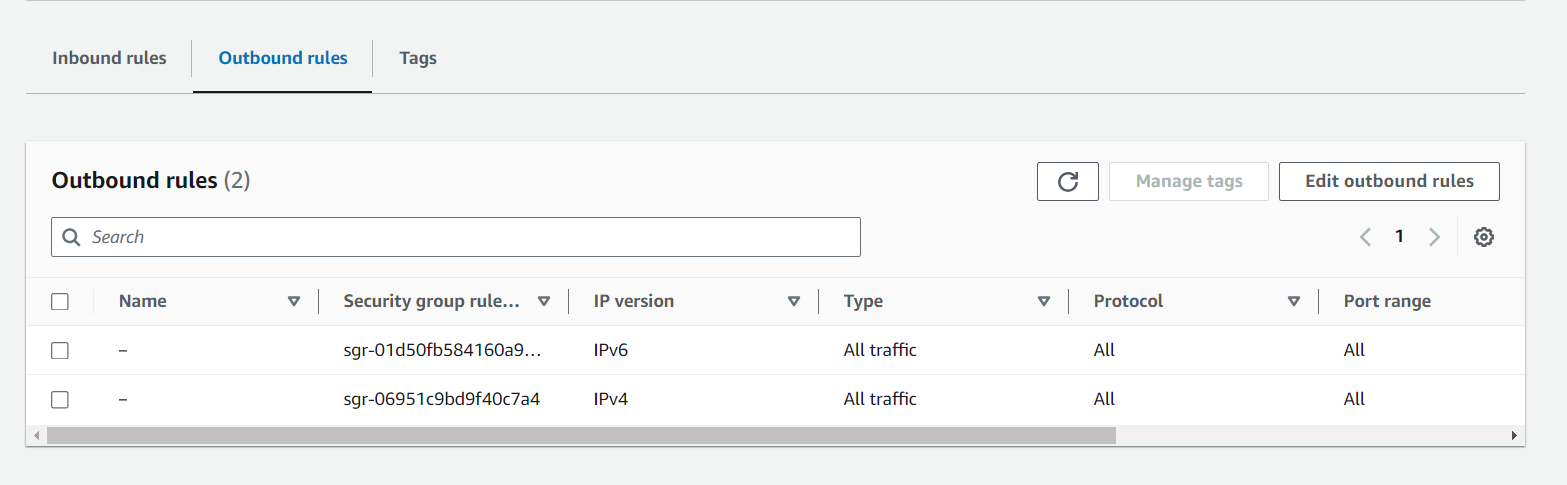 Inbound rules Outbound rules Tags
Outbound rules (2) Manage tags Edit outbound rules
Search 1
Name Security group rule... IP version Type Protocol Port range
– sgr-01d50fb584160a9... IPv6 All traffic All All
– sgr-06951c9bd9f40c7a4 IPv4 All traffic All All